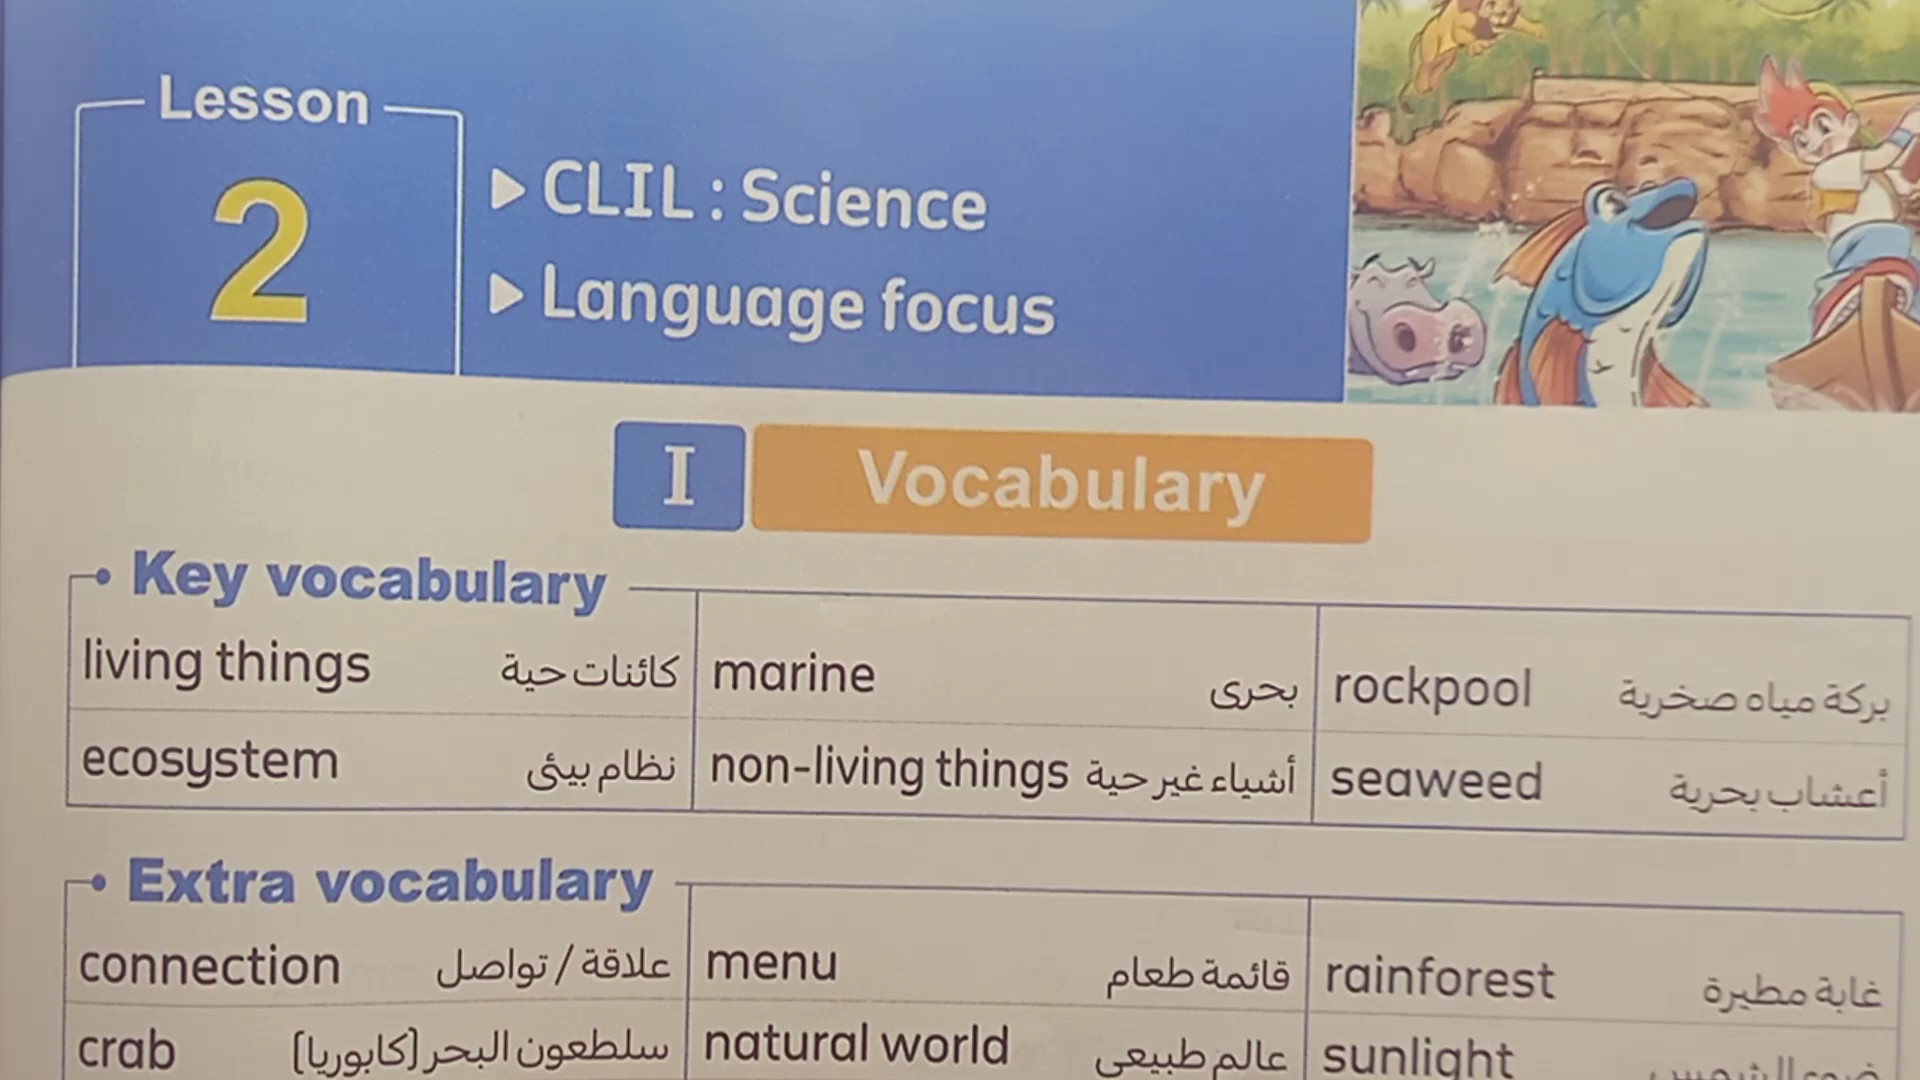 Lesson
2
CLIL : Science
Language focus
I Vocabulary
Key vocabulary
living things كائنات حية marine بحرى rockpool بركة مياه صخرية
ecosystem نظام بيئى non-living things أشياء غير حية seaweed أعشاب بحرية
Extra vocabulary
connection علاقة / تواصل menu قائمة طعام rainforest غابة مطيرة
crab سلطعون البحر (كابوريا) natural world عالم طبيعى sunlight